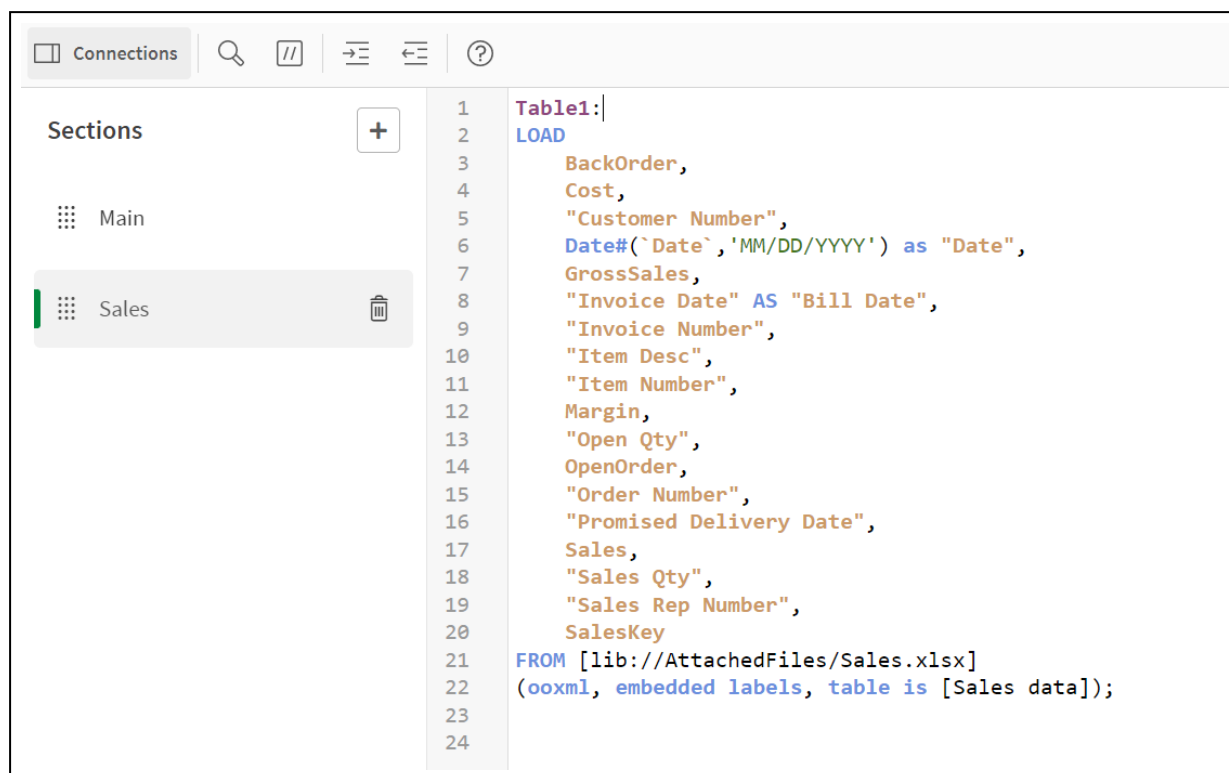 Connections
Sections
+
Main
Sales
1 Table1:
2 LOAD
3 BackOrder,
4 Cost,
5 "Customer Number",
6 Date#(`Date`,'MM/DD/YYYY') as "Date",
7 GrossSales,
8 "Invoice Date" AS "Bill Date",
9 "Invoice Number",
10 "Item Desc",
11 "Item Number",
12 Margin,
13 "Open Qty",
14 OpenOrder,
15 "Order Number",
16 "Promised Delivery Date",
17 Sales,
18 "Sales Qty",
19 "Sales Rep Number",
20 SalesKey
21 FROM [lib://AttachedFiles/Sales.xlsx]
22 (ooxml, embedded labels, table is [Sales data]);
23
24